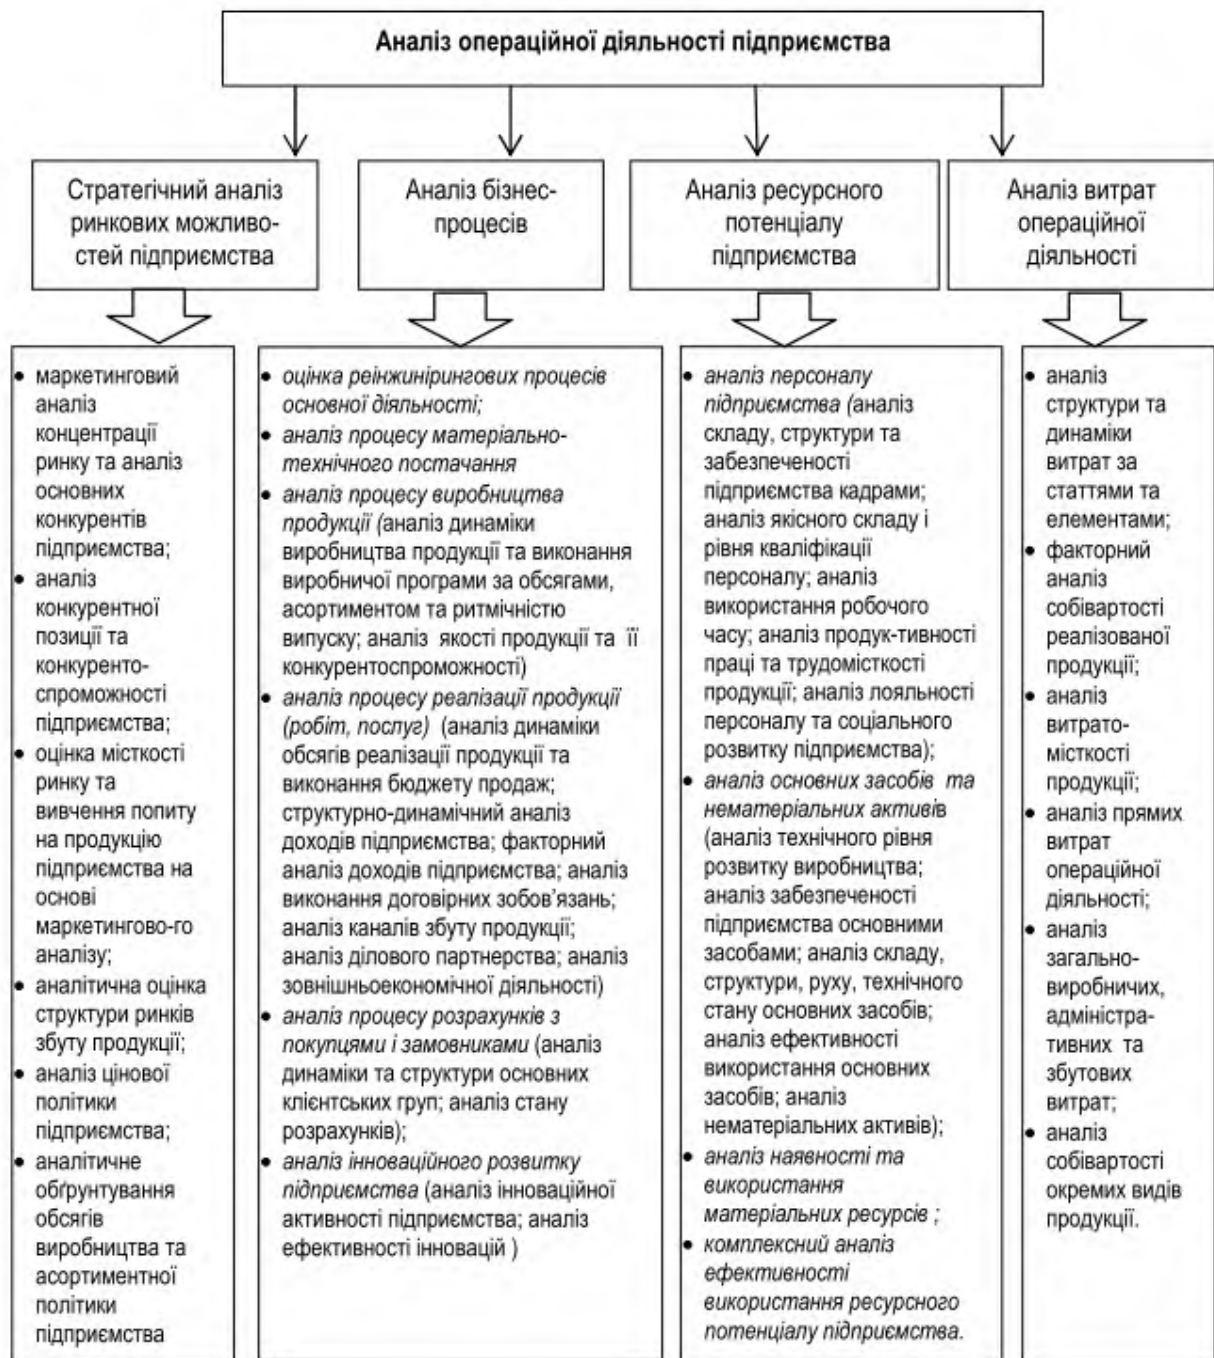 Аналіз операційної діяльності підприємства
Стратегічний аналіз
ринкових можливо-
стей підприємства
Аналіз бізнес-
процесів
Аналіз ресурсного
потенціалу
підприємства
Аналіз витрат
операційної
діяльності
• маркетинговий
аналіз
концентрації
ринку та аналіз
основних
конкурентів
підприємства;
• аналіз
конкурентної
позиції та
конкуренто-
спроможності
підприємства;
• оцінка місткості
ринку та
вивчення попиту
на продукцію
підприємства на
основі
маркетингово-го
аналізу;
• аналітична оцінка
структури ринків
збуту продукції;
• аналіз цінової
політики
підприємства;
• аналітичне
обґрунтування
обсягів
виробництва та
асортиментної
політики
підприємства
• оцінка реінжинірингових процесів
основної діяльності;
• аналіз процесу матеріально-
технічного постачання
• аналіз процесу виробництва
продукції (аналіз динаміки
виробництва продукції та виконання
виробничої програми за обсягами,
асортиментом та ритмічністю
випуску; аналіз якості продукції та її
конкурентоспроможності)
• аналіз процесу реалізації продукції
(робіт, послуг) (аналіз динаміки
обсягів реалізації продукції та
виконання бюджету продаж;
структурно-динамічний аналіз
доходів підприємства; факторний
аналіз доходів підприємства; аналіз
виконання договірних зобов’язань;
аналіз каналів збуту продукції;
аналіз ділового партнерства; аналіз
зовнішньоекономічної діяльності)
• аналіз процесу розрахунків з
покупцями і замовниками (аналіз
динаміки та структури основних
клієнтських груп; аналіз стану
розрахунків);
• аналіз інноваційного розвитку
підприємства (аналіз інноваційної
активності підприємства; аналіз
ефективності інновацій )
• аналіз персоналу
підприємства (аналіз
складу, структури та
забезпеченості
підприємства кадрами;
аналіз якісного складу і
рівня кваліфікації
персоналу; аналіз
використання робочого
часу; аналіз продук-тивності
праці та трудомісткості
продукції; аналіз лояльності
персоналу та соціального
розвитку підприємства);
• аналіз основних засобів та
нематеріальних активів
(аналіз технічного рівня
розвитку виробництва;
аналіз забезпеченості
підприємства основними
засобами; аналіз складу,
структури, руху, технічного
стану основних засобів;
аналіз ефективності
використання основних
засобів; аналіз
нематеріальних активів);
• аналіз наявності та
використання
матеріальних ресурсів ;
• комплексний аналіз
ефективності
використання ресурсного
потенціалу підприємства.
• аналіз
структури та
динаміки
витрат за
статтями та
елементами;
• факторний
аналіз
собівартості
реалізованої
продукції;
• аналіз
витрато-
місткості
продукції;
• аналіз прямих
витрат
операційної
діяльності;
• аналіз
загально-
виробничих,
адміністра-
тивних та
збутових
витрат;
• аналіз
собівартості
окремих видів
продукції.